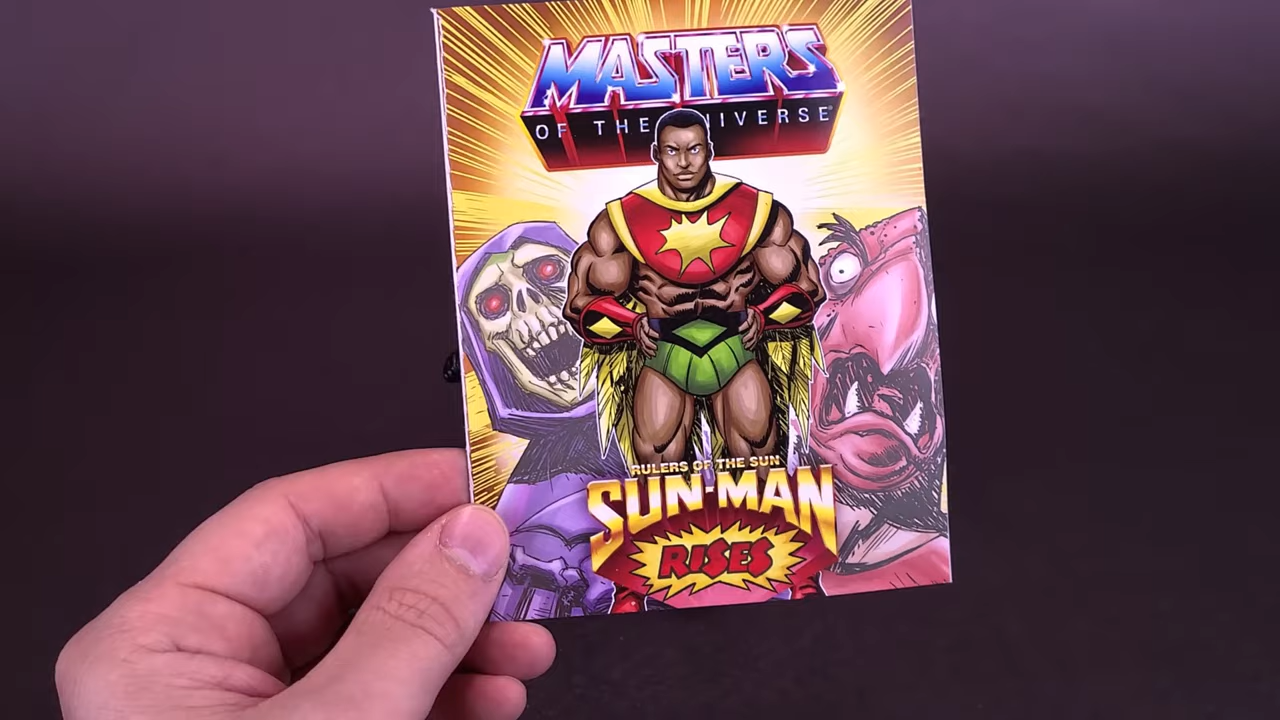 MASTERS
OF THE UNIVERSE®
RULERS OF THE SUN
SUN-MAN
RISES